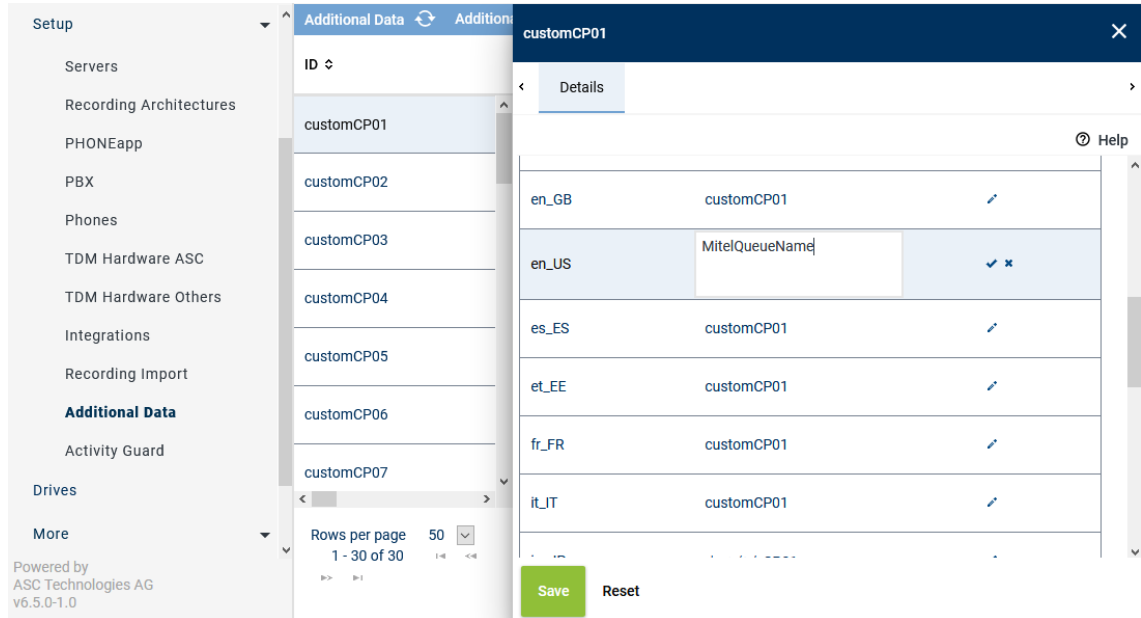 Setup
Servers
Recording Architectures
PHONEapp
PBX
Phones
TDM Hardware ASC
TDM Hardware Others
Integrations
Recording Import
Additional Data
Activity Guard
Drives
More
Powered by
ASC Technologies AG
v6.5.0-1.0
Additional Data
ID
customCP01
customCP02
customCP03
customCP04
customCP05
customCP06
customCP07
Rows per page 50
1 - 30 of 30
customCP01
Details
Help
en_GB customCP01
en_US MitelQueueName
es_ES customCP01
et_EE customCP01
fr_FR customCP01
it_IT customCP01
Save Reset